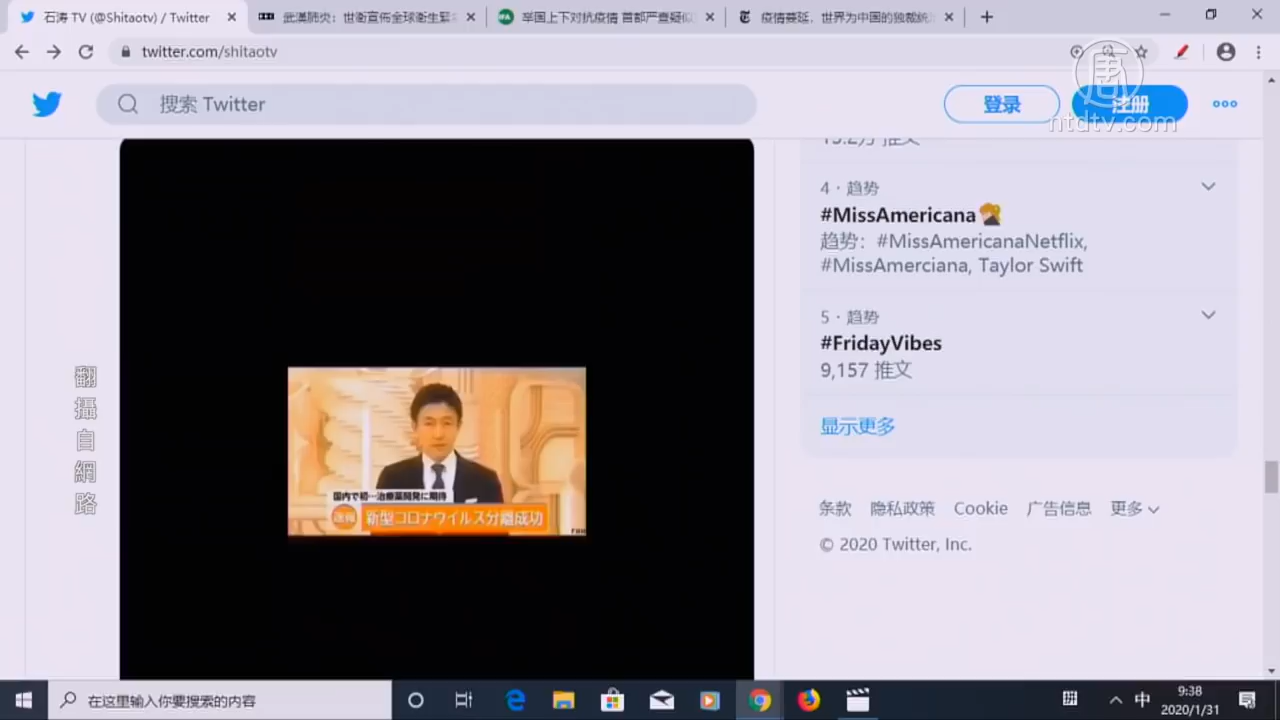 石涛 TV (@Shitaotv) / Twitter
武漢肺炎：世衛宣佈全球衛生緊
举国上下对抗疫情 首都严查疑似
疫情蔓延，世界为中国的独裁统治
twitter.com/shitaotv
搜索 Twitter
登录
注册
ntdtv.com
4 · 趋势
#MissAmericana
趋势：#MissAmericanaNetflix,
#MissAmerciana, Taylor Swift
5 · 趋势
#FridayVibes
9,157 推文
显示更多
翻攝自網路
国内で初…治療薬開発に期待
速報 新型コロナウイルス分離成功
条款 隐私政策 Cookie 广告信息 更多
© 2020 Twitter, Inc.
在这里输入你要搜索的内容
中
9:38
2020/1/31